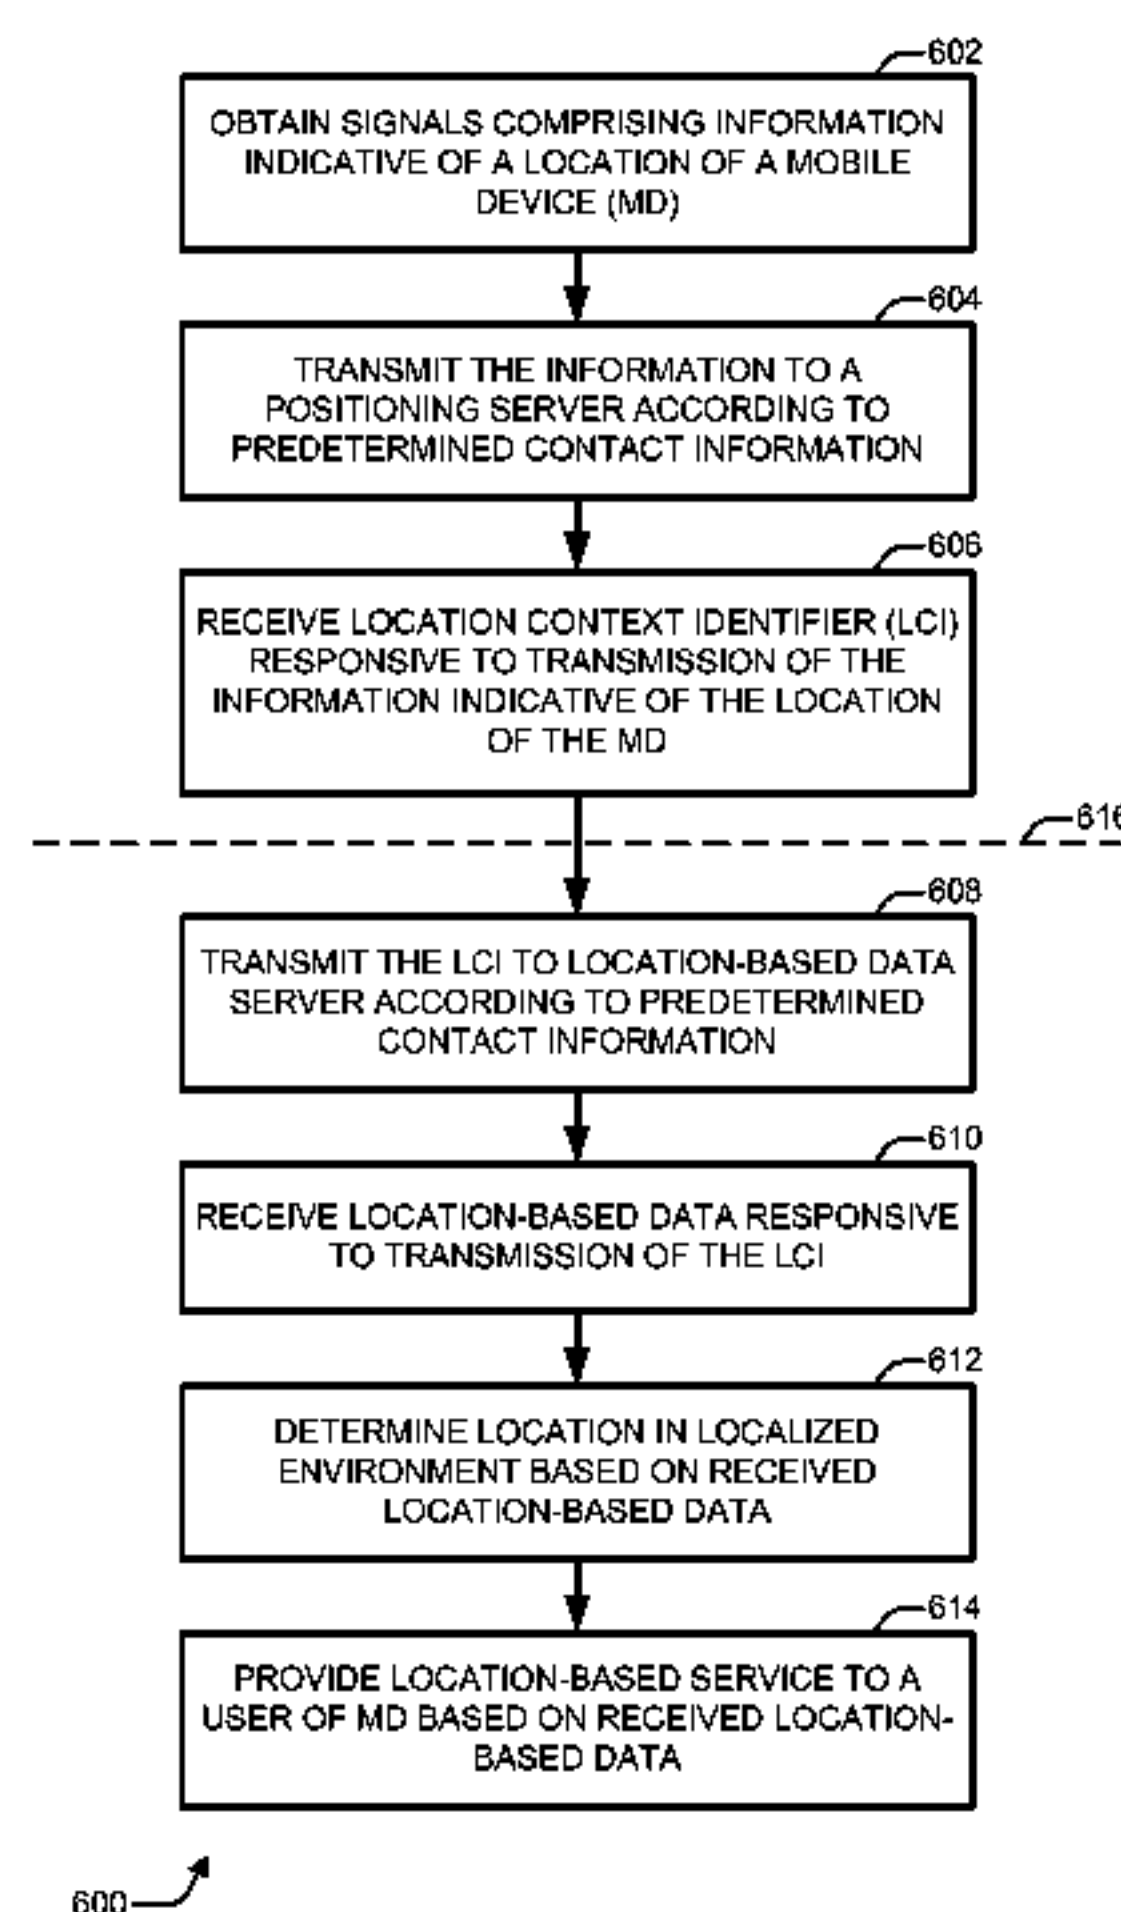 602
OBTAIN SIGNALS COMPRISING INFORMATION
INDICATIVE OF A LOCATION OF A MOBILE
DEVICE (MD)
604
TRANSMIT THE INFORMATION TO A
POSITIONING SERVER ACCORDING TO
PREDETERMINED CONTACT INFORMATION
606
RECEIVE LOCATION CONTEXT IDENTIFIER (LCI)
RESPONSIVE TO TRANSMISSION OF THE
INFORMATION INDICATIVE OF THE LOCATION
OF THE MD
616
608
TRANSMIT THE LCI TO LOCATION-BASED DATA
SERVER ACCORDING TO PREDETERMINED
CONTACT INFORMATION
610
RECEIVE LOCATION-BASED DATA RESPONSIVE
TO TRANSMISSION OF THE LCI
612
DETERMINE LOCATION IN LOCALIZED
ENVIRONMENT BASED ON RECEIVED
LOCATION-BASED DATA
614
PROVIDE LOCATION-BASED SERVICE TO A
USER OF MD BASED ON RECEIVED LOCATION-
BASED DATA
600